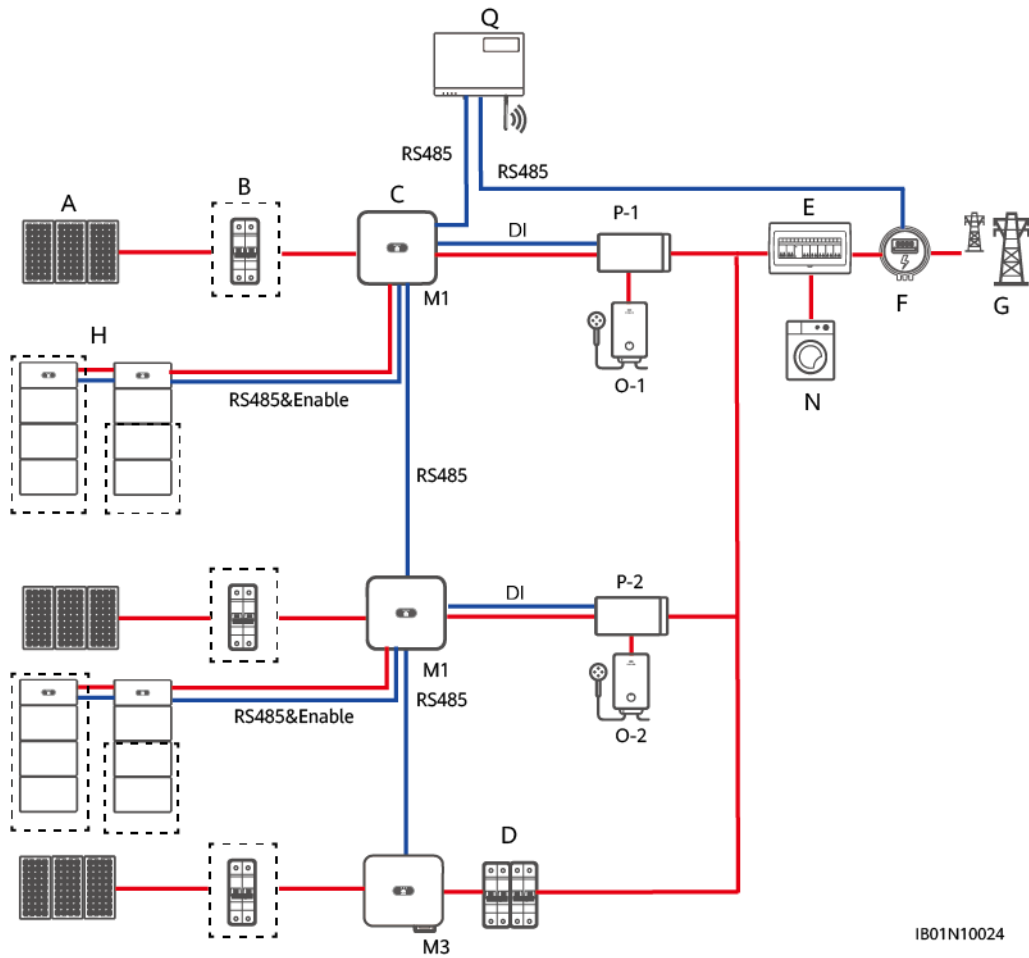 Q
RS485
RS485
A
B
C
DI
P-1
E
M1
O-1
N
F
G
H
RS485&Enable
RS485
DI
P-2
M1
RS485
RS485&Enable
O-2
D
M3
IB01N10024